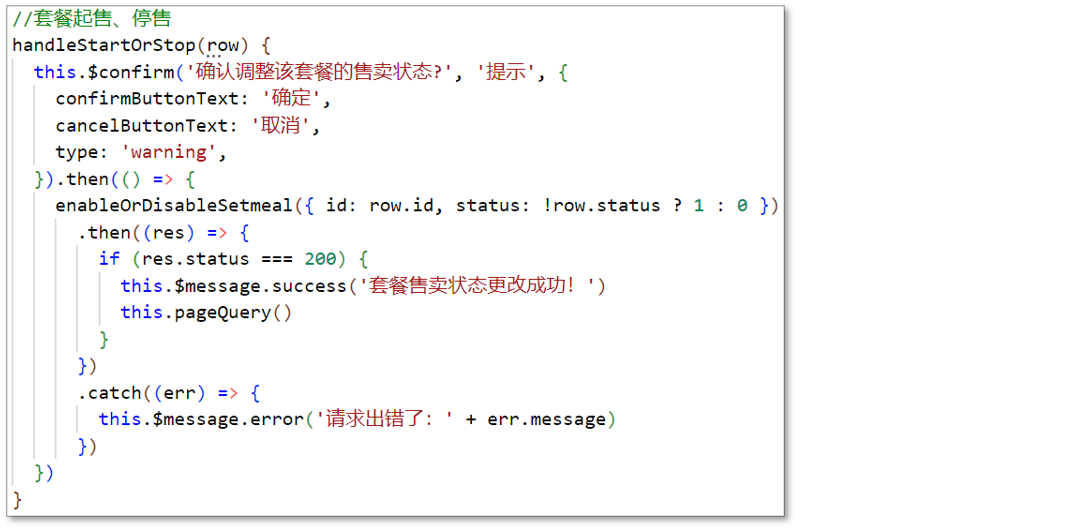 //套餐起售、停售
handleStartOrStop(row) {
  this.$confirm('确认调整该套餐的售卖状态?', '提示', {
    confirmButtonText: '确定',
    cancelButtonText: '取消',
    type: 'warning',
  }).then(() => {
    enableOrDisableSetmeal({ id: row.id, status: !row.status ? 1 : 0 })
      .then((res) => {
        if (res.status === 200) {
          this.$message.success('套餐售卖状态更改成功！')
          this.pageQuery()
        }
      })
      .catch((err) => {
        this.$message.error('请求出错了：' + err.message)
      })
  })
}